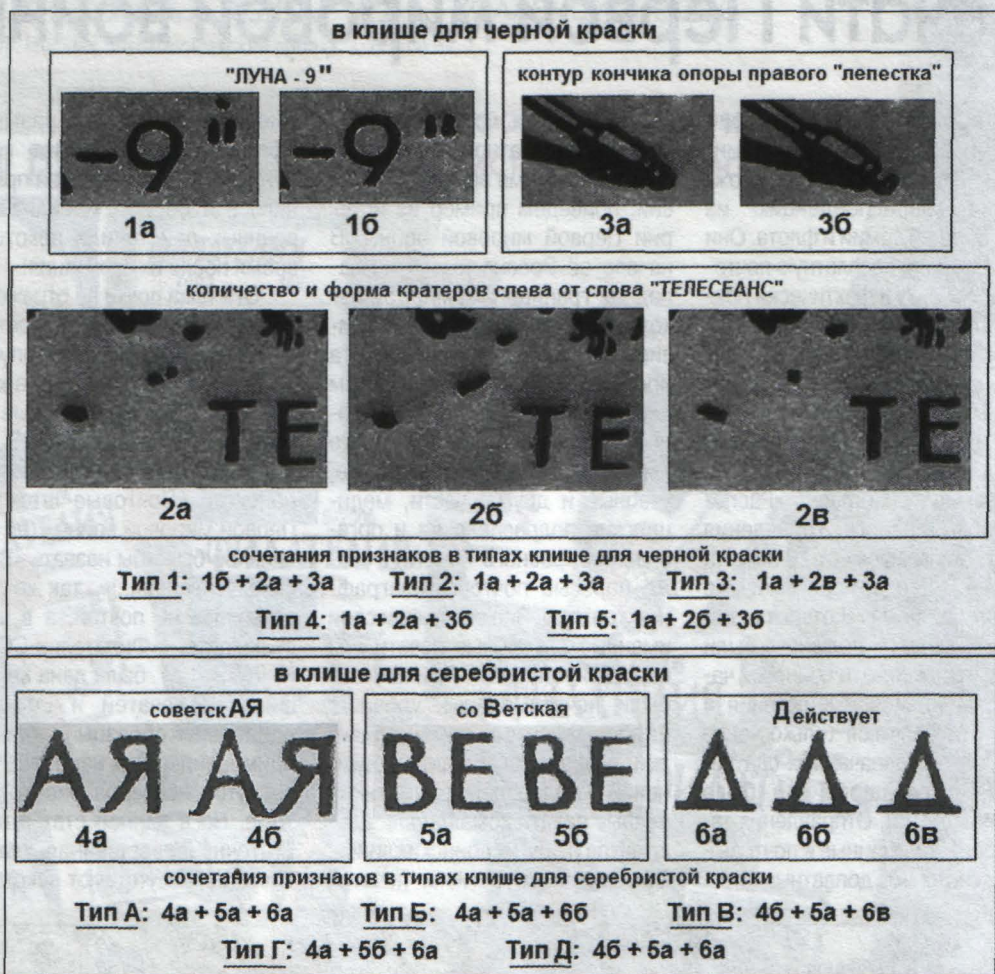 в клише для черной краски
"ЛУНА - 9"
контур кончика опоры правого "лепестка"
- 9 "
- 9 "
1а
1б
3а
3б
количество и форма кратеров слева от слова "ТЕЛЕСЕАНС"
ТЕ
ТЕ
ТЕ
2а
2б
2в
сочетания признаков в типах клише для черной краски
Тип 1: 1б + 2а + 3а
Тип 2: 1а + 2а + 3а
Тип 3: 1а + 2в + 3а
Тип 4: 1а + 2а + 3б
Тип 5: 1а + 2б + 3б
в клише для серебристой краски
советскАЯ
соВетская
Действует
АЯ
АЯ
ВЕ
ВЕ
Д
Д
Д
4а
4б
5а
5б
6а
6б
6в
сочетания признаков в типах клише для серебристой краски
Тип А: 4а + 5а + 6а
Тип Б: 4а + 5а + 6б
Тип В: 4б + 5а + 6в
Тип Г: 4а + 5б + 6а
Тип Д: 4б + 5а + 6а